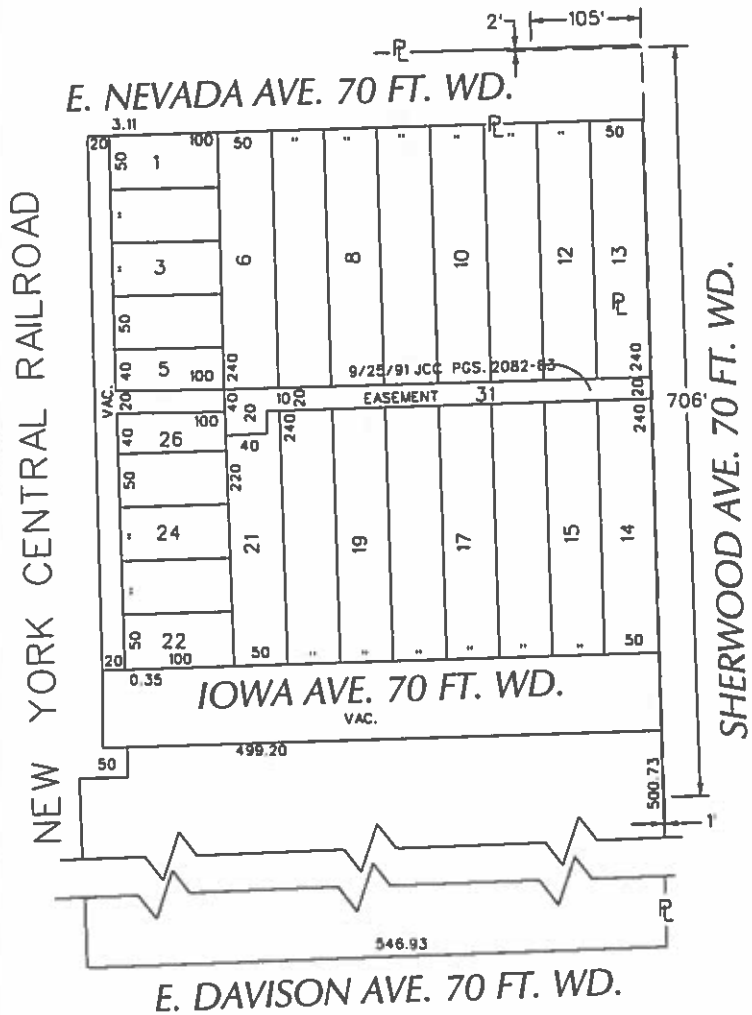 2'
105'
PL
E. NEVADA AVE. 70 FT. WD.
3.11
20 50 1 100 50 " " " " PL " " 50
"
" 3 6 8 10 12 13
PL
50
40 5 100 240 9/25/91 JCC PGS. 2082-83 240
VAC. 20 40 20 10 20 EASEMENT 31 20
706'
40 26 100 40 240 240
50 220
" 24 21 19 17 15 14
"
20 50 22 100 50 " " " " " " 50
0.35
IOWA AVE. 70 FT. WD.
VAC.
499.20
50
500.73
1'
PL
546.93
E. DAVISON AVE. 70 FT. WD.
NEW YORK CENTRAL RAILROAD
SHERWOOD AVE. 70 FT. WD.